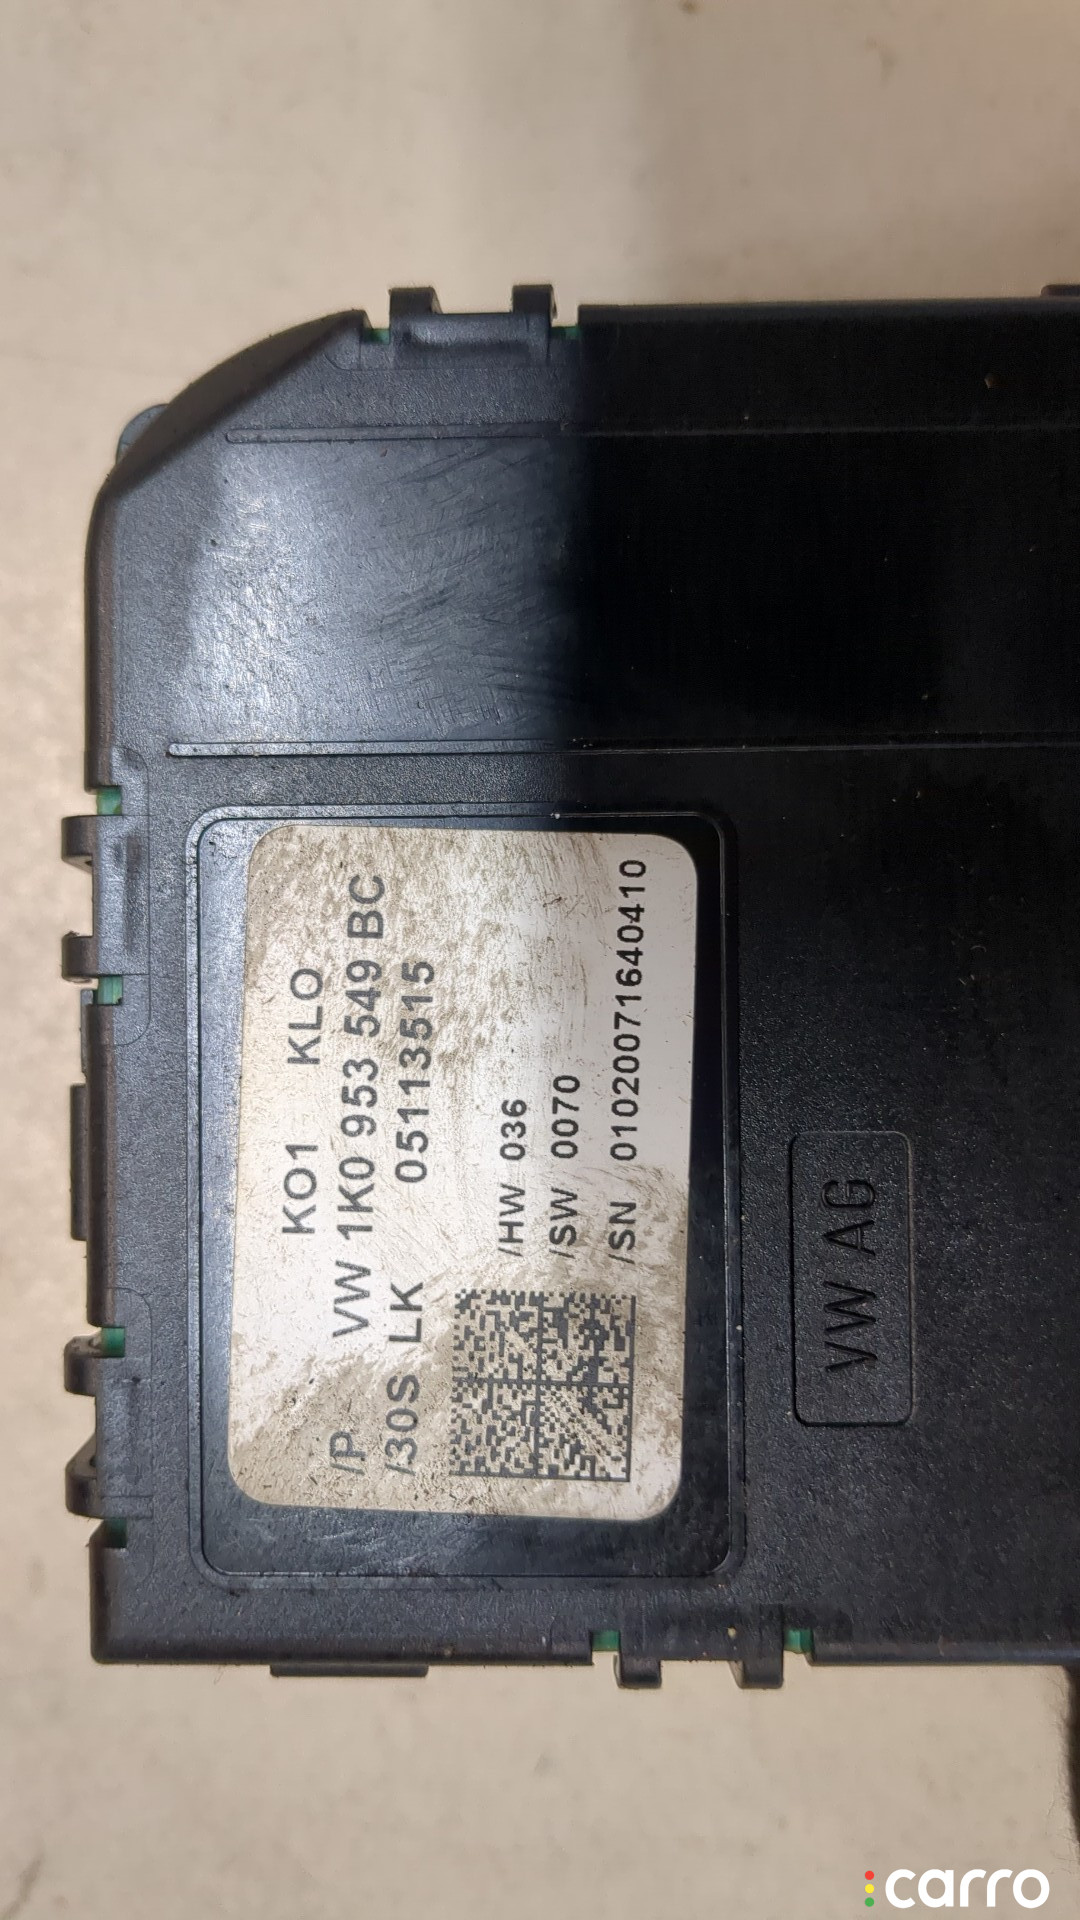 KO1 KLO
/P VW 1K0 953 549 BC
/30S LK 05113515
/HW 036
/SW 0070
/SN 01020071640410
VW AG
carro